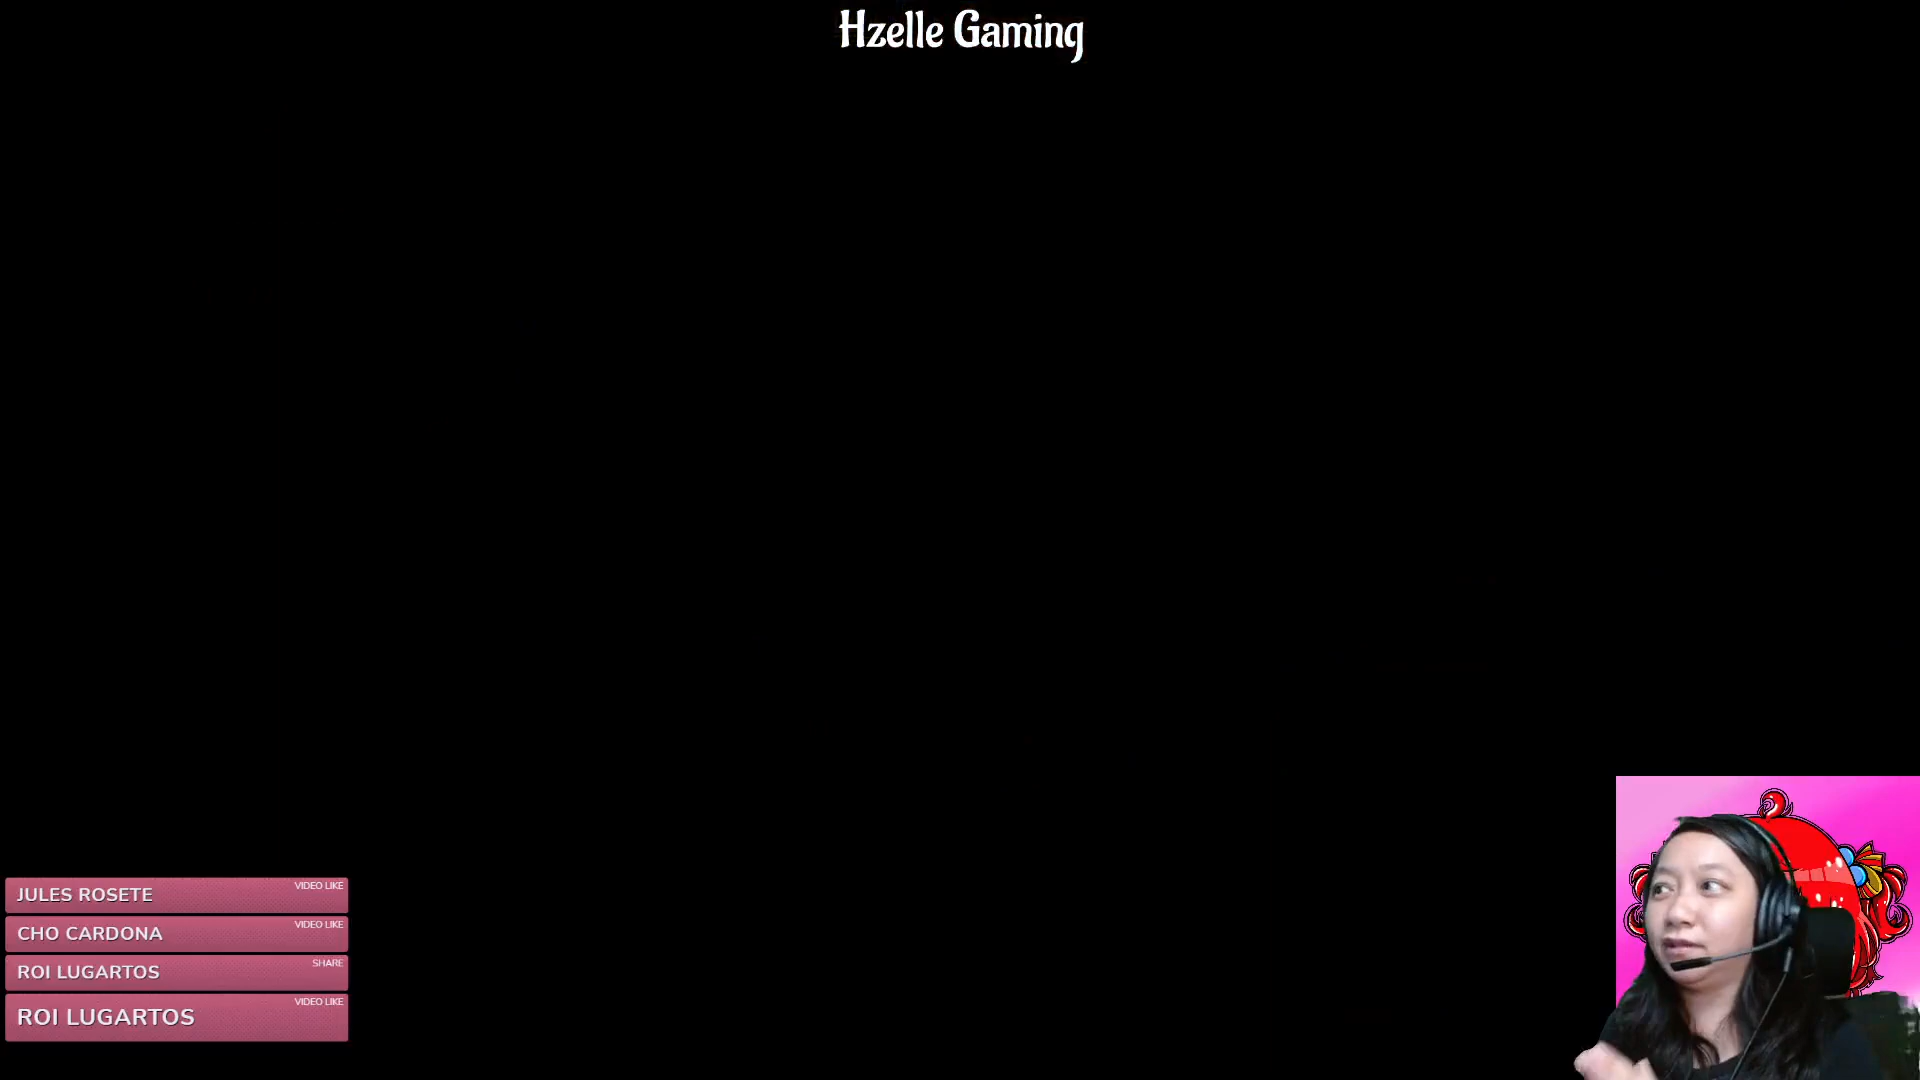 Hzelle Gaming
JULES ROSETE
VIDEO LIKE
CHO CARDONA
VIDEO LIKE
ROI LUGARTOS
SHARE
ROI LUGARTOS
VIDEO LIKE